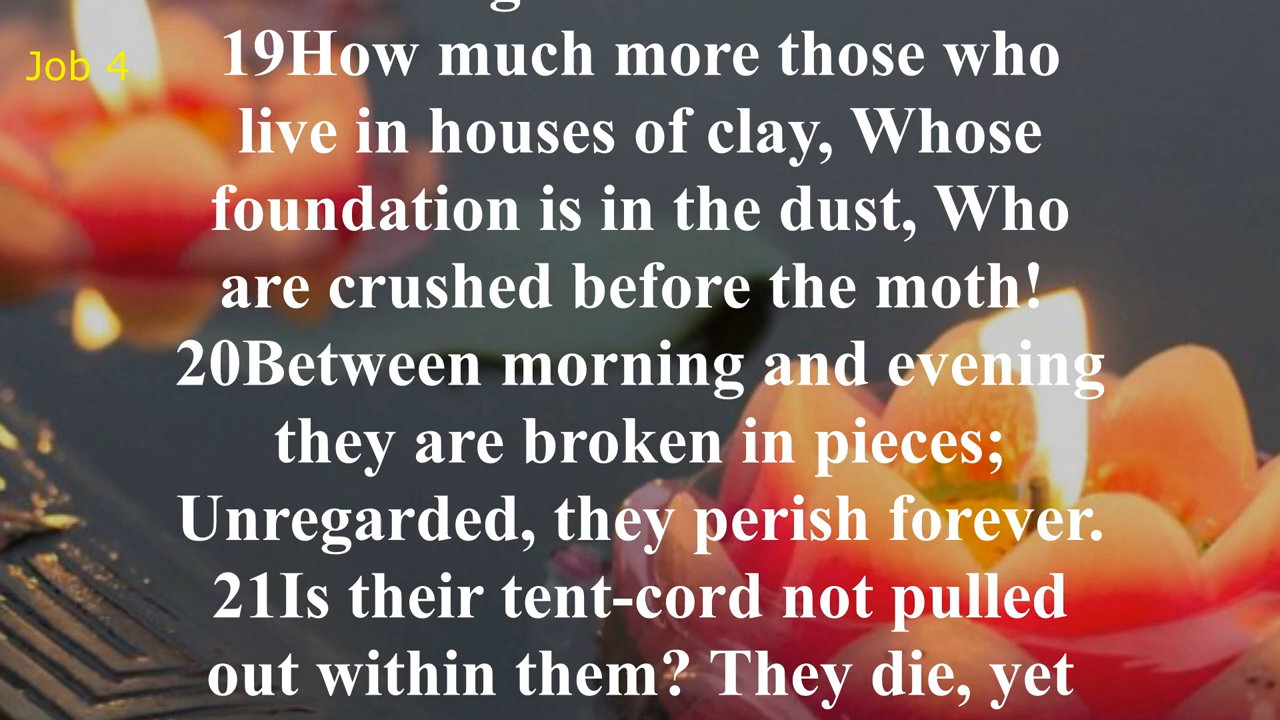 Job 4
19How much more those who
live in houses of clay, Whose
foundation is in the dust, Who
are crushed before the moth!
20Between morning and evening
they are broken in pieces;
Unregarded, they perish forever.
21Is their tent-cord not pulled
out within them? They die, yet